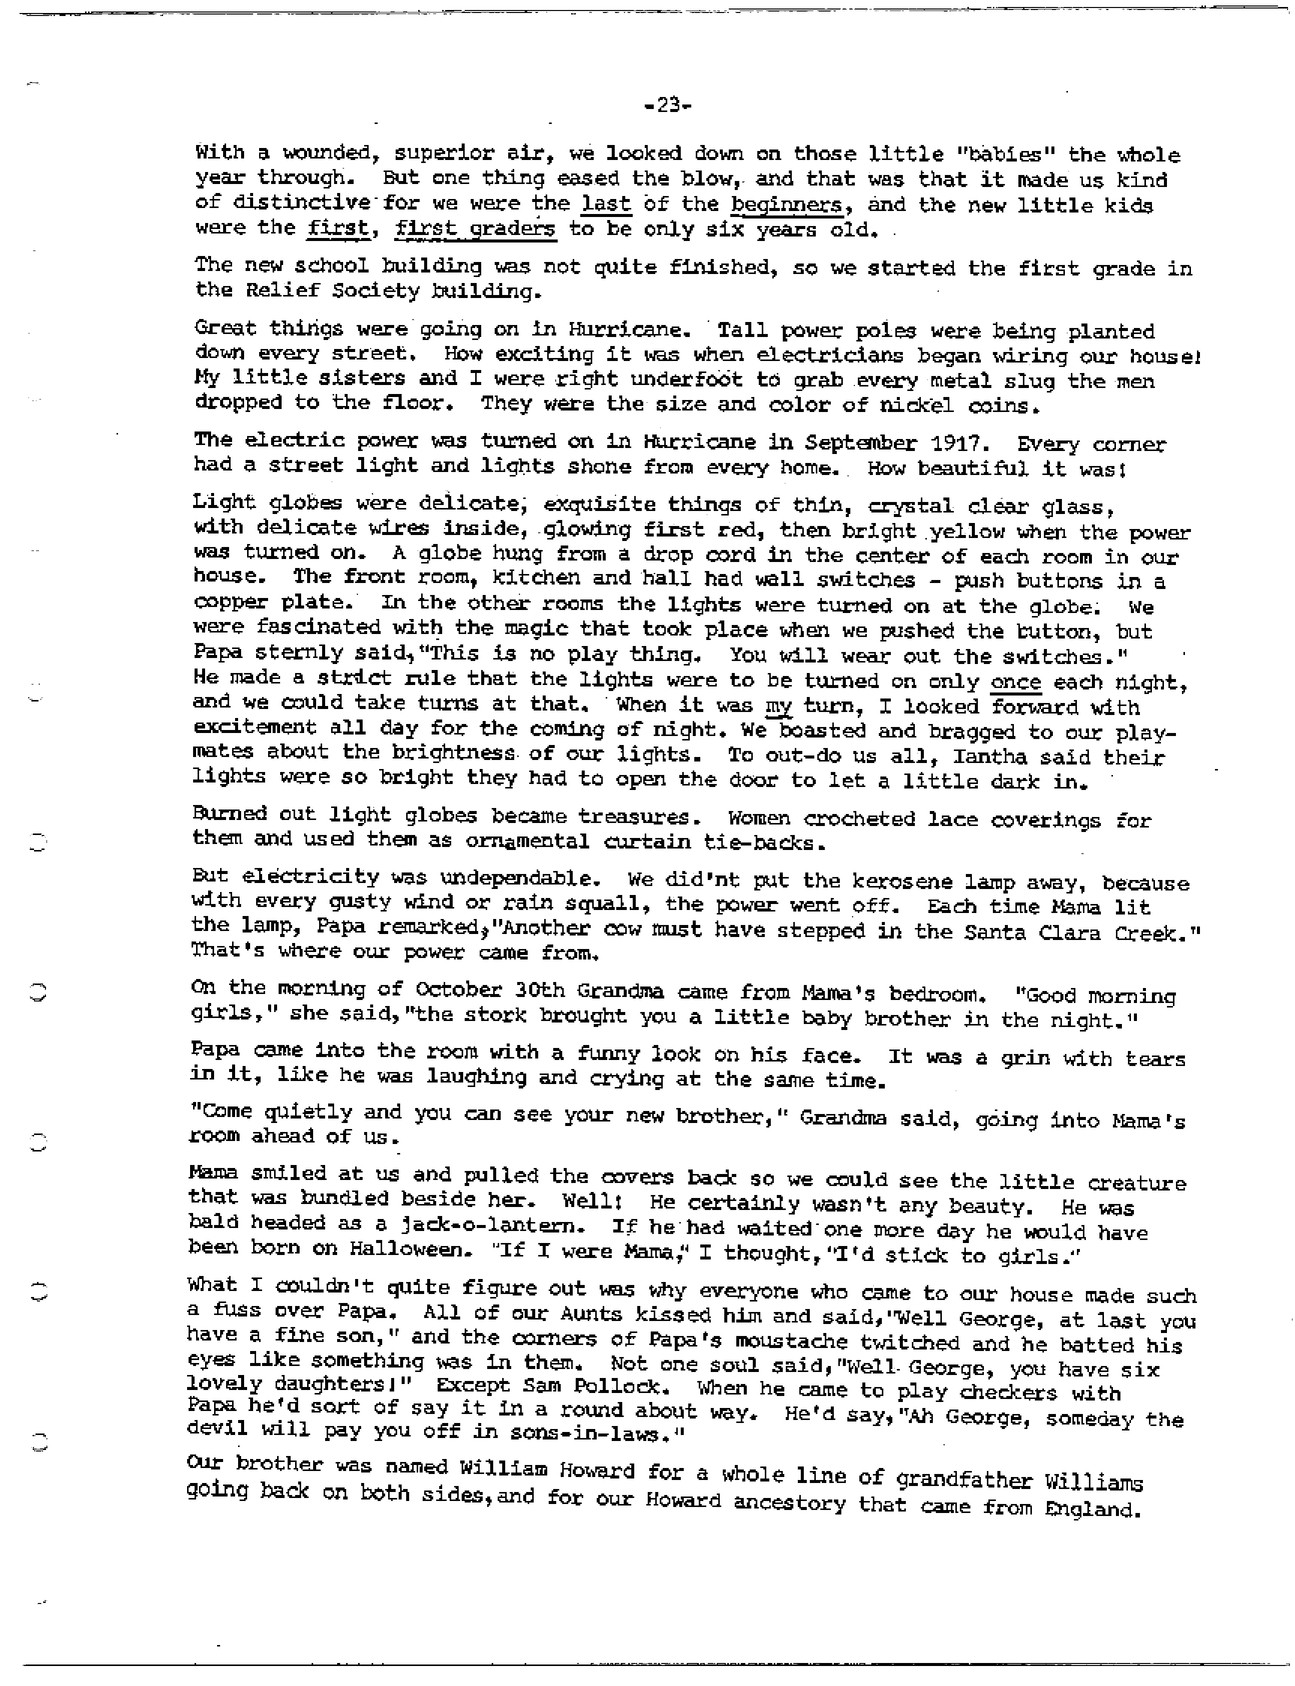 -23-
With a wounded, superior air, we looked down on those little "babies" the whole
year through. But one thing eased the blow, and that was that it made us kind
of distinctive for we were the last of the beginners, and the new little kids
were the first, first graders to be only six years old.
The new school building was not quite finished, so we started the first grade in
the Relief Society building.
Great things were going on in Hurricane. Tall power poles were being planted
down every street. How exciting it was when electricians began wiring our house!
My little sisters and I were right underfoot to grab every metal slug the men
dropped to the floor. They were the size and color of nickel coins.
The electric power was turned on in Hurricane in September 1917. Every corner
had a street light and lights shone from every home. How beautiful it was!
Light globes were delicate, exquisite things of thin, crystal clear glass,
with delicate wires inside, glowing first red, then bright yellow when the power
was turned on. A globe hung from a drop cord in the center of each room in our
house. The front room, kitchen and hall had wall switches - push buttons in a
copper plate. In the other rooms the lights were turned on at the globe. We
were fascinated with the magic that took place when we pushed the button, but
Papa sternly said, "This is no play thing. You will wear out the switches."
He made a strict rule that the lights were to be turned on only once each night,
and we could take turns at that. When it was my turn, I looked forward with
excitement all day for the coming of night. We boasted and bragged to our play-
mates about the brightness of our lights. To out-do us all, Iantha said their
lights were so bright they had to open the door to let a little dark in.
Burned out light globes became treasures. Women crocheted lace coverings for
them and used them as ornamental curtain tie-backs.
But electricity was undependable. We did'nt put the kerosene lamp away, because
with every gusty wind or rain squall, the power went off. Each time Mama lit
the lamp, Papa remarked, "Another cow must have stepped in the Santa Clara Creek."
That's where our power came from.
On the morning of October 30th Grandma came from Mama's bedroom. "Good morning
girls," she said, "the stork brought you a little baby brother in the night."
Papa came into the room with a funny look on his face. It was a grin with tears
in it, like he was laughing and crying at the same time.
"Come quietly and you can see your new brother," Grandma said, going into Mama's
room ahead of us.
Mama smiled at us and pulled the covers back so we could see the little creature
that was bundled beside her. Well! He certainly wasn't any beauty. He was
bald headed as a jack-o-lantern. If he had waited one more day he would have
been born on Halloween. "If I were Mama," I thought, "I'd stick to girls."
What I couldn't quite figure out was why everyone who came to our house made such
a fuss over Papa. All of our Aunts kissed him and said, "Well George, at last you
have a fine son," and the corners of Papa's moustache twitched and he batted his
eyes like something was in them. Not one soul said, "Well George, you have six
lovely daughters!" Except Sam Pollock. When he came to play checkers with
Papa he'd sort of say it in a round about way. He'd say, "Ah George, someday the
devil will pay you off in sons-in-laws."
Our brother was named William Howard for a whole line of grandfather Williams
going back on both sides, and for our Howard ancestory that came from England.